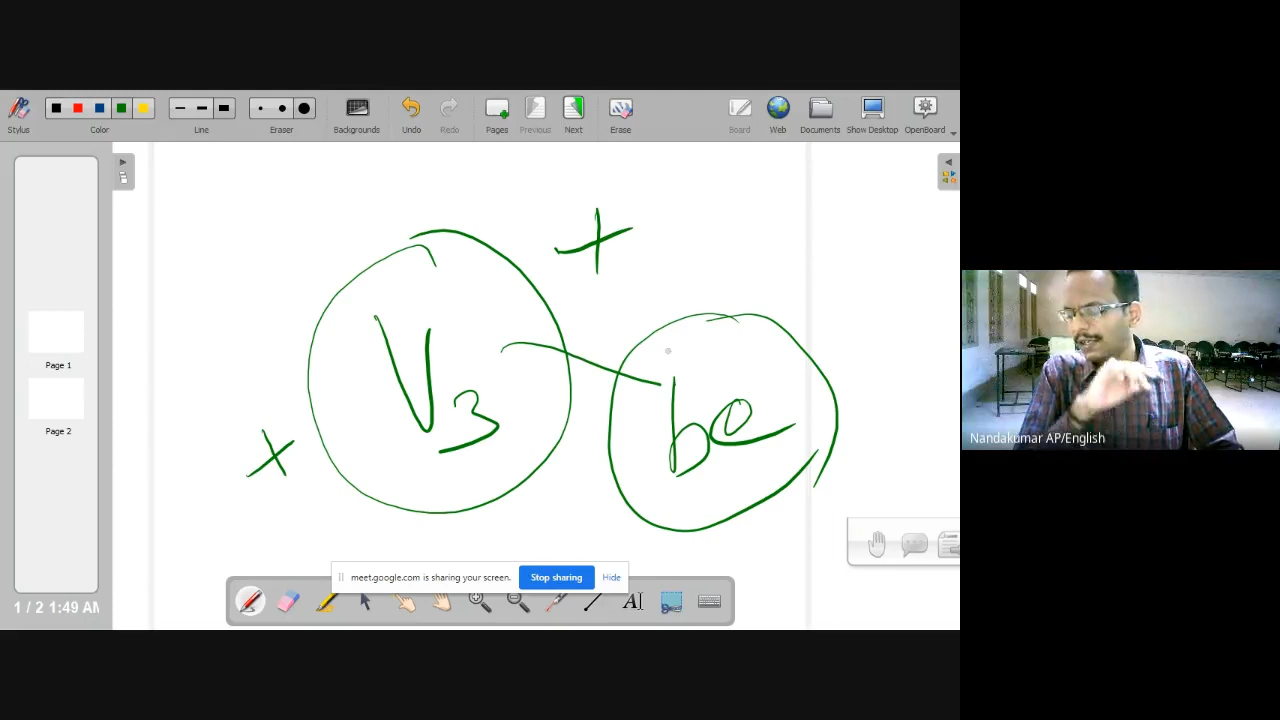 Stylus
Color
Line
Eraser
Backgrounds
Undo
Redo
Pages
Previous
Next
Erase
Board
Web
Documents
Show Desktop
OpenBoard
+
V3
be
+
Page 1
Page 2
Nandakumar AP/English
meet.google.com is sharing your screen.
Stop sharing
Hide
1 / 2 1:49 AM